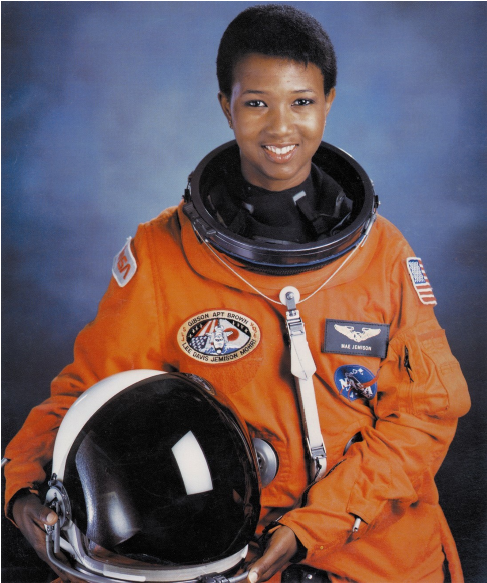 GIBSON APT BROWN
LEE DAVIS JEMISON MOHRI
MAE JEMISON
NASA